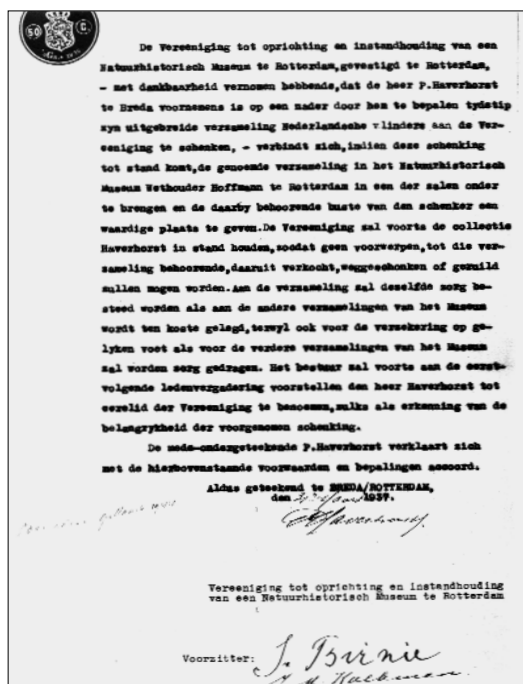 50 C.
De Vereeniging tot oprichting en instandhouding van een
Natuurhistorisch Museum te Rotterdam,gevestigd te Rotterdam,
- met dankbaarheid vernomen hebbende,dat de heer P.Haverhorst
te Breda voornemens is op een nader door hem te bepalen tydstip
zyn uitgebreide verzameling Nederlandsche vlinders aan de Ver-
eeniging te schenken, - verbindt zich,indien deze schenking
tot stand komt,de genoemde verzameling in het Natuurhistorisch
Museum Wethouder Hoffmann te Rotterdam in een der zalen onder
te brengen en de daarby behoorende buste van den schenker een
waardige plaats te geven.De Vereeniging zal voorts de collectie
Haverhorst in stand houden,zoodat geen voorwerpen,tot die ver-
zameling behoorende,daaruit verkocht,weggeschonken of geruild
zullen mogen worden.Aan de verzameling zal dezelfde zorg be-
steed worden als aan de andere verzamelingen van het Museum
wordt ten koste gelegd,terwyl ook voor de verzekering op ge-
lyken voet als voor de verdere verzamelingen van het Museum
zal worden zorg gedragen. Het bestuur zal voorts aan de eerst-
volgende ledenvergadering voorstellen den heer Haverhorst tot
eerelid der Vereeniging te benoemen,zulks als erkenning van de
belangrykheid der voorgenomen schenking.
De mede-ondergeteekende P.Haverhorst verklaart zich
met de hierbovenstaande voorwaarden en bepalingen accoord.
Aldus geteekend te BREDA/ROTTERDAM,
den 1937.
Haverhorst
Vereeniging tot oprichting en instandhouding
van een Natuurhistorisch Museum te Rotterdam
Voorzitter: J. Birnie